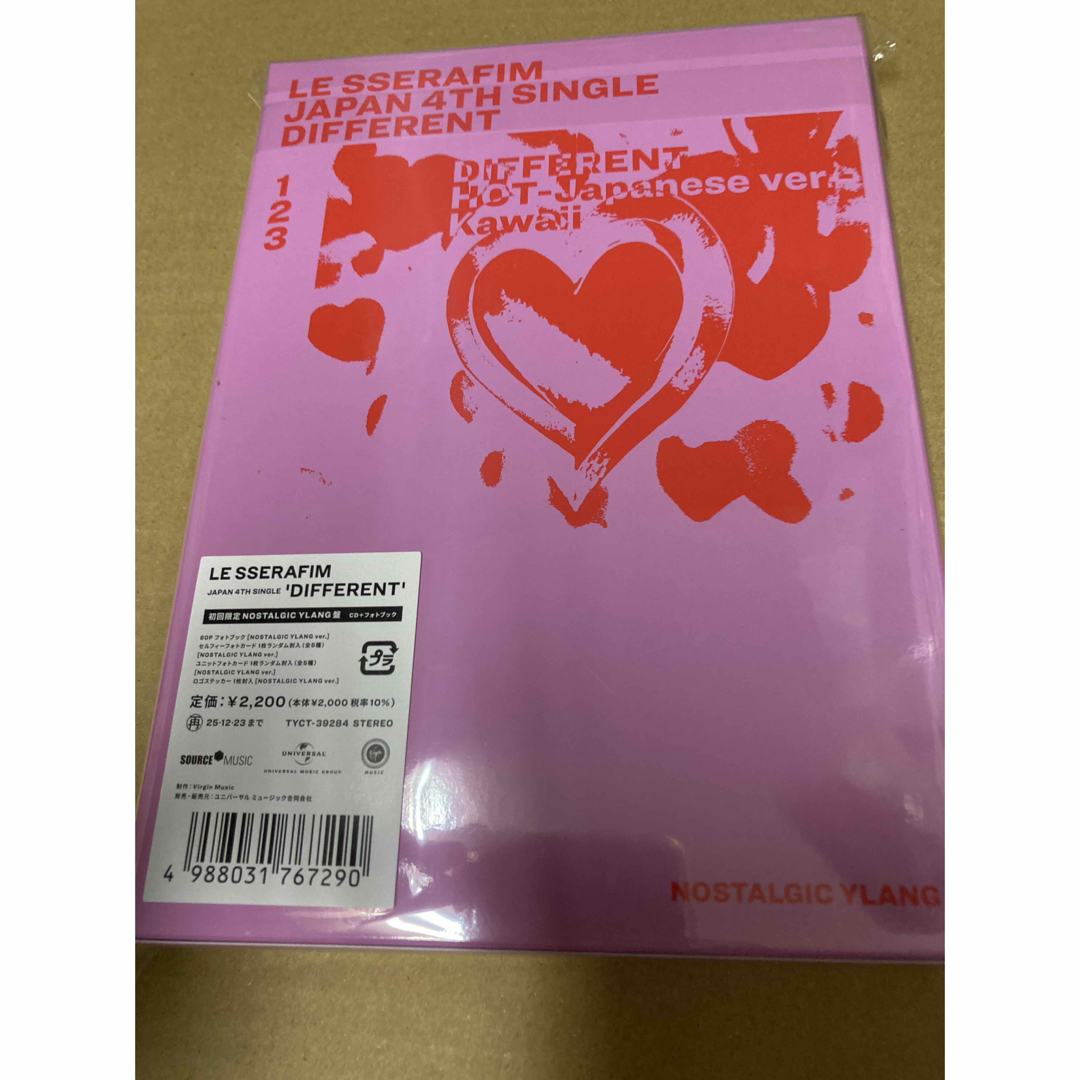 LE SSERAFIM
JAPAN 4TH SINGLE
DIFFERENT
1 DIFFERENT
2 HOT-Japanese ver.-
3 Kawaii
LE SSERAFIM
JAPAN 4TH SINGLE 'DIFFERENT'
初回限定 NOSTALGIC YLANG盤 CD+フォトブック
60P フォトブック [NOSTALGIC YLANG ver.]
セルフィーフォトカード 1枚ランダム封入 (全5種)
[NOSTALGIC YLANG ver.]
ユニットフォトカード 1枚ランダム封入 (全5種)
[NOSTALGIC YLANG ver.]
ロゴステッカー 1枚封入 [NOSTALGIC YLANG ver.]
プラ
定価:¥2,200 (本体¥2,000 税率10%)
再 25・12・23まで TYCT-39284 STEREO
SOURCE MUSIC UNIVERSAL Virgin
UNIVERSAL MUSIC GROUP MUSIC
制作:Virgin Music
発売・販売元:ユニバーサル ミュージック合同会社
4 988031 767290
NOSTALGIC YLANG